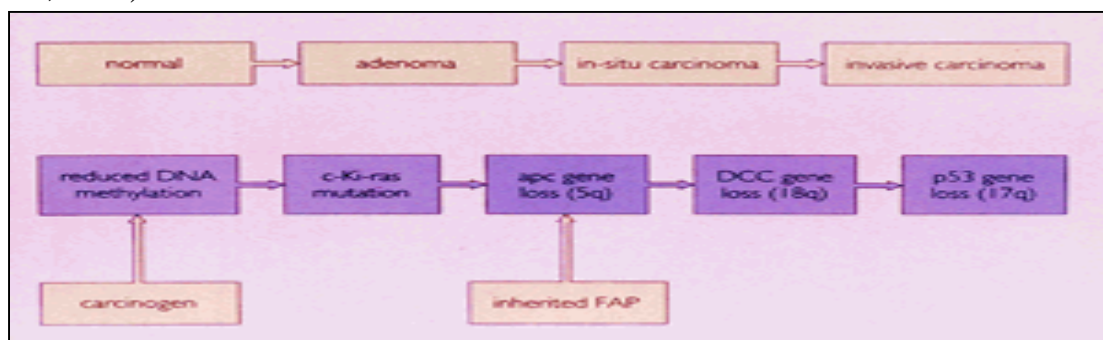 normal
adenoma
in-situ carcinoma
invasive carcinoma
reduced DNA
methylation
c-Ki-ras
mutation
apc gene
loss (5q)
DCC gene
loss (18q)
p53 gene
loss (17q)
carcinogen
inherited FAP